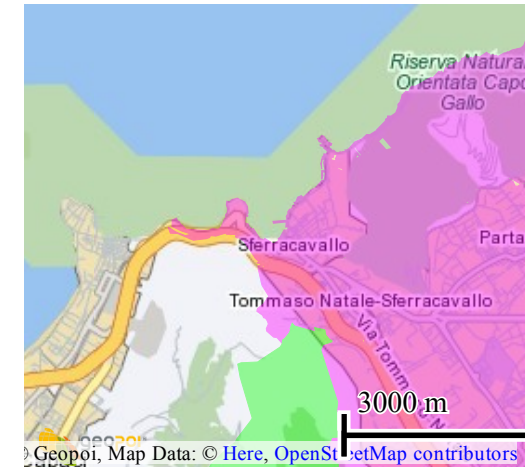 Riserva Natura
Orientata Capo
Gallo
Sferracavallo
Parta
Tommaso Natale-Sferracavallo
Via Tomm
3000 m
geopoi
Geopoi, Map Data: © Here, OpenStreetMap contributors